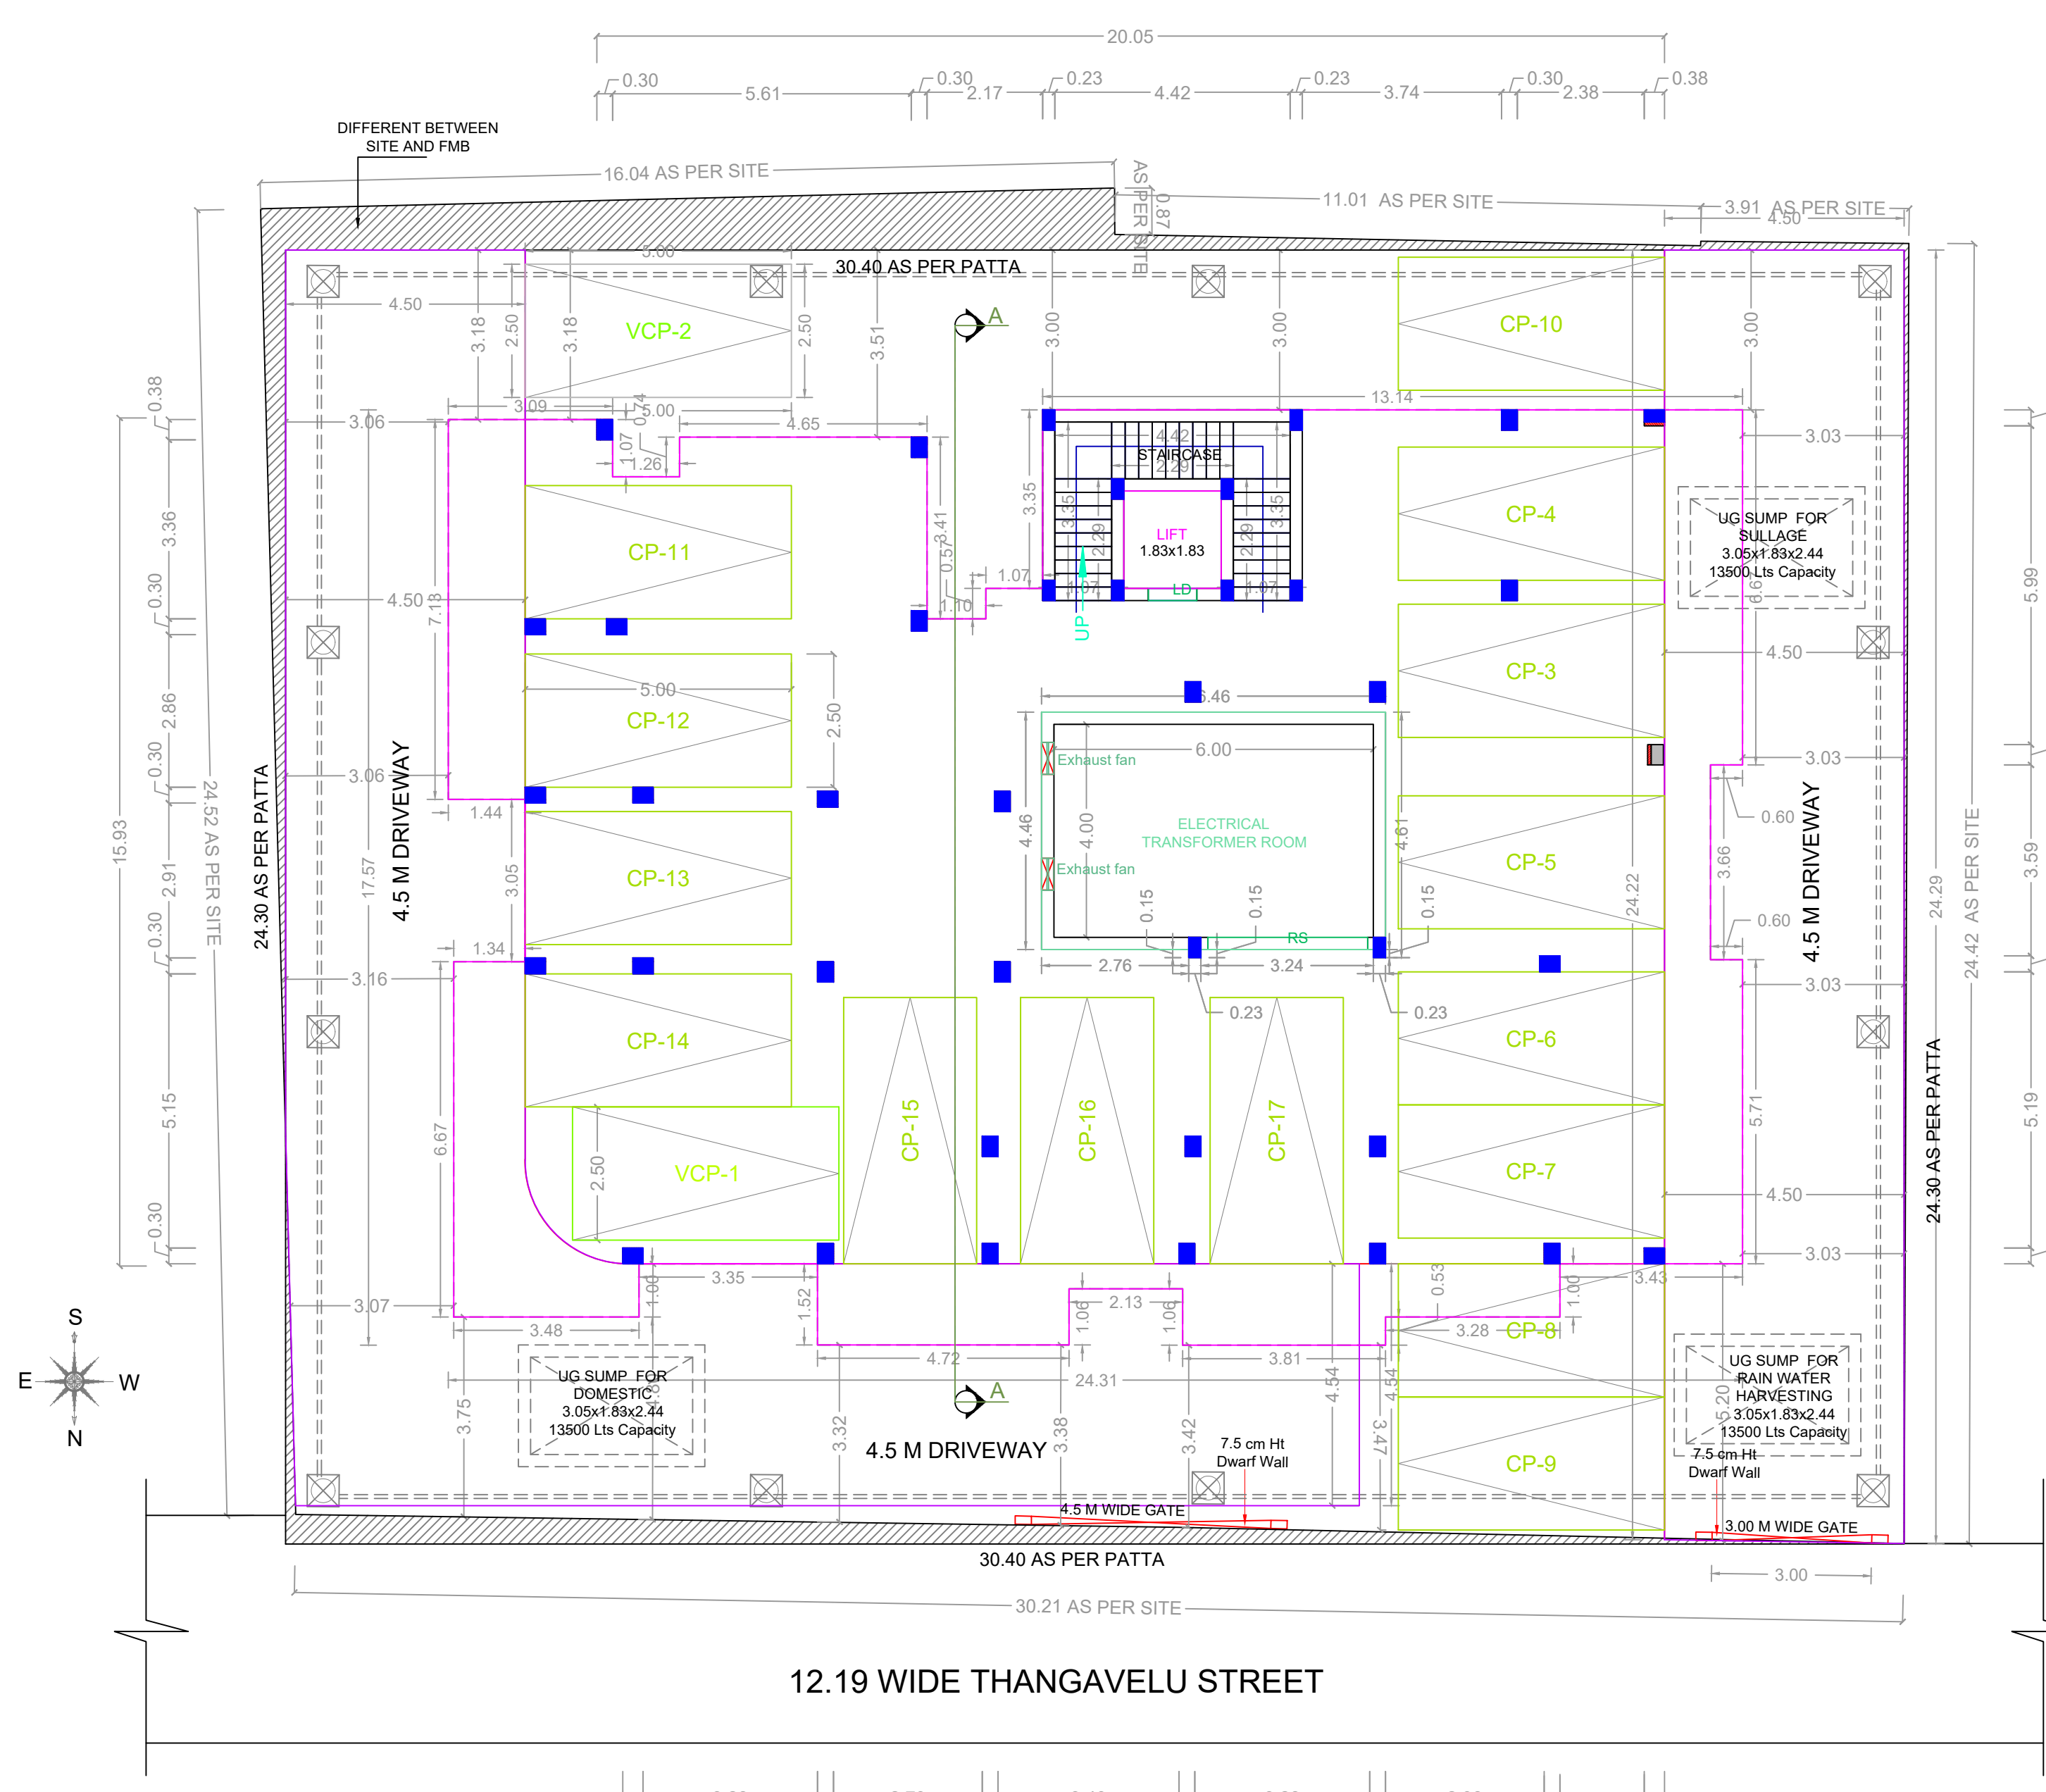 20.05
0.30
5.61
0.30
2.17
0.23
4.42
0.23
3.74
0.30
2.38
0.38
DIFFERENT BETWEEN
SITE AND FMB
16.04 AS PER SITE
AS PER SITE
0.87
11.01 AS PER SITE
3.91 AS PER SITE
4.50
5.00
30.40 AS PER PATTA
4.50
3.18
2.50
3.18
VCP-2
2.50
3.51
A
3.00
3.00
CP-10
3.00
0.38
3.06
3.09
0.74
5.00
4.65
13.14
3.03
1.07
1.26
4.42
STAIRCASE
2.29
3.36
3.41
0.57
3.35
3.35
2.29
LIFT
1.83x1.83
2.29
3.35
CP-4
UG SUMP FOR
SULLAGE
3.05x1.83x2.44
13500 Lts Capacity
6.67
5.99
CP-11
1.07
1.07
LD
1.07
1.10
UP
0.30
4.50
7.13
CP-3
4.50
15.93
17.57
24.52 AS PER SITE
2.86
5.00
CP-12
2.50
6.46
6.00
Exhaust fan
3.03
0.30
3.06
4.5 M DRIVEWAY
24.30 AS PER PATTA
1.44
4.46
4.00
ELECTRICAL
TRANSFORMER ROOM
4.61
CP-5
0.60
3.66
4.5 M DRIVEWAY
24.42 AS PER SITE
3.59
2.91
3.05
CP-13
Exhaust fan
0.15
0.15
0.15
24.22
0.60
24.29
0.30
1.34
RS
3.16
2.76
3.24
3.03
0.23
0.23
CP-14
CP-6
5.15
6.67
CP-15
CP-16
CP-17
5.71
5.19
2.50
VCP-1
CP-7
4.50
24.30 AS PER PATTA
0.30
3.03
3.07
1.00
3.35
1.52
2.13
1.06
1.06
0.53
1.00
3.43
3.48
4.72
3.81
3.28
CP-8
S
E
W
N
24.31
UG SUMP FOR
DOMESTIC
3.05x1.83x2.44
13500 Lts Capacity
3.75
3.32
A
3.38
3.42
4.54
4.54
3.47
5.20
UG SUMP FOR
RAIN WATER
HARVESTING
3.05x1.83x2.44
13500 Lts Capacity
4.5 M DRIVEWAY
7.5 cm Ht
Dwarf Wall
CP-9
7.5 cm Ht
Dwarf Wall
4.5 M WIDE GATE
3.00 M WIDE GATE
30.40 AS PER PATTA
3.00
30.21 AS PER SITE
12.19 WIDE THANGAVELU STREET